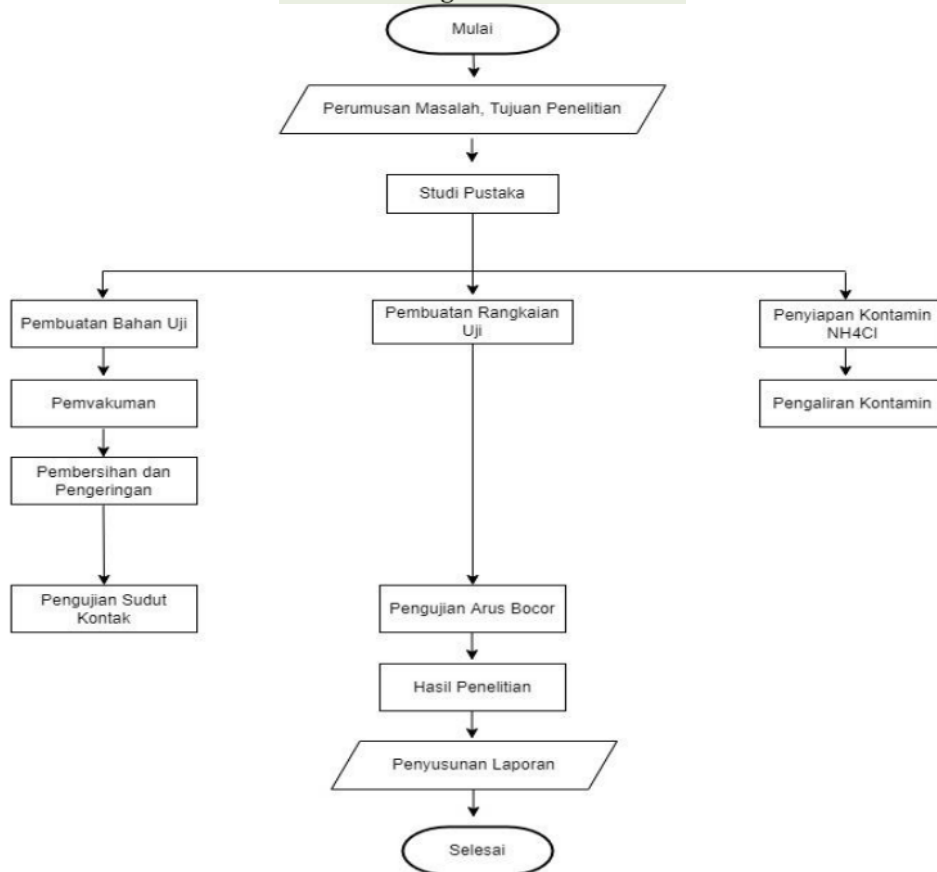 Mulai
Perumusan Masalah, Tujuan Penelitian
Studi Pustaka
Pembuatan Bahan Uji
Pembuatan Rangkaian
Uji
Penyiapan Kontamin
NH4Cl
Pemvakuman
Pengaliran Kontamin
Pembersihan dan
Pengeringan
Pengujian Sudut
Kontak
Pengujian Arus Bocor
Hasil Penelitian
Penyusunan Laporan
Selesai